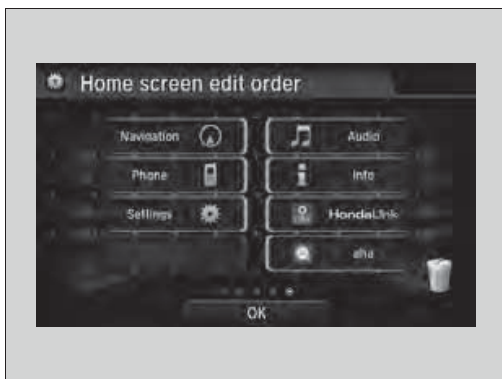 Home screen edit order
Navigation
Audio
Phone
Info
Settings
HondaLink
aha
OK